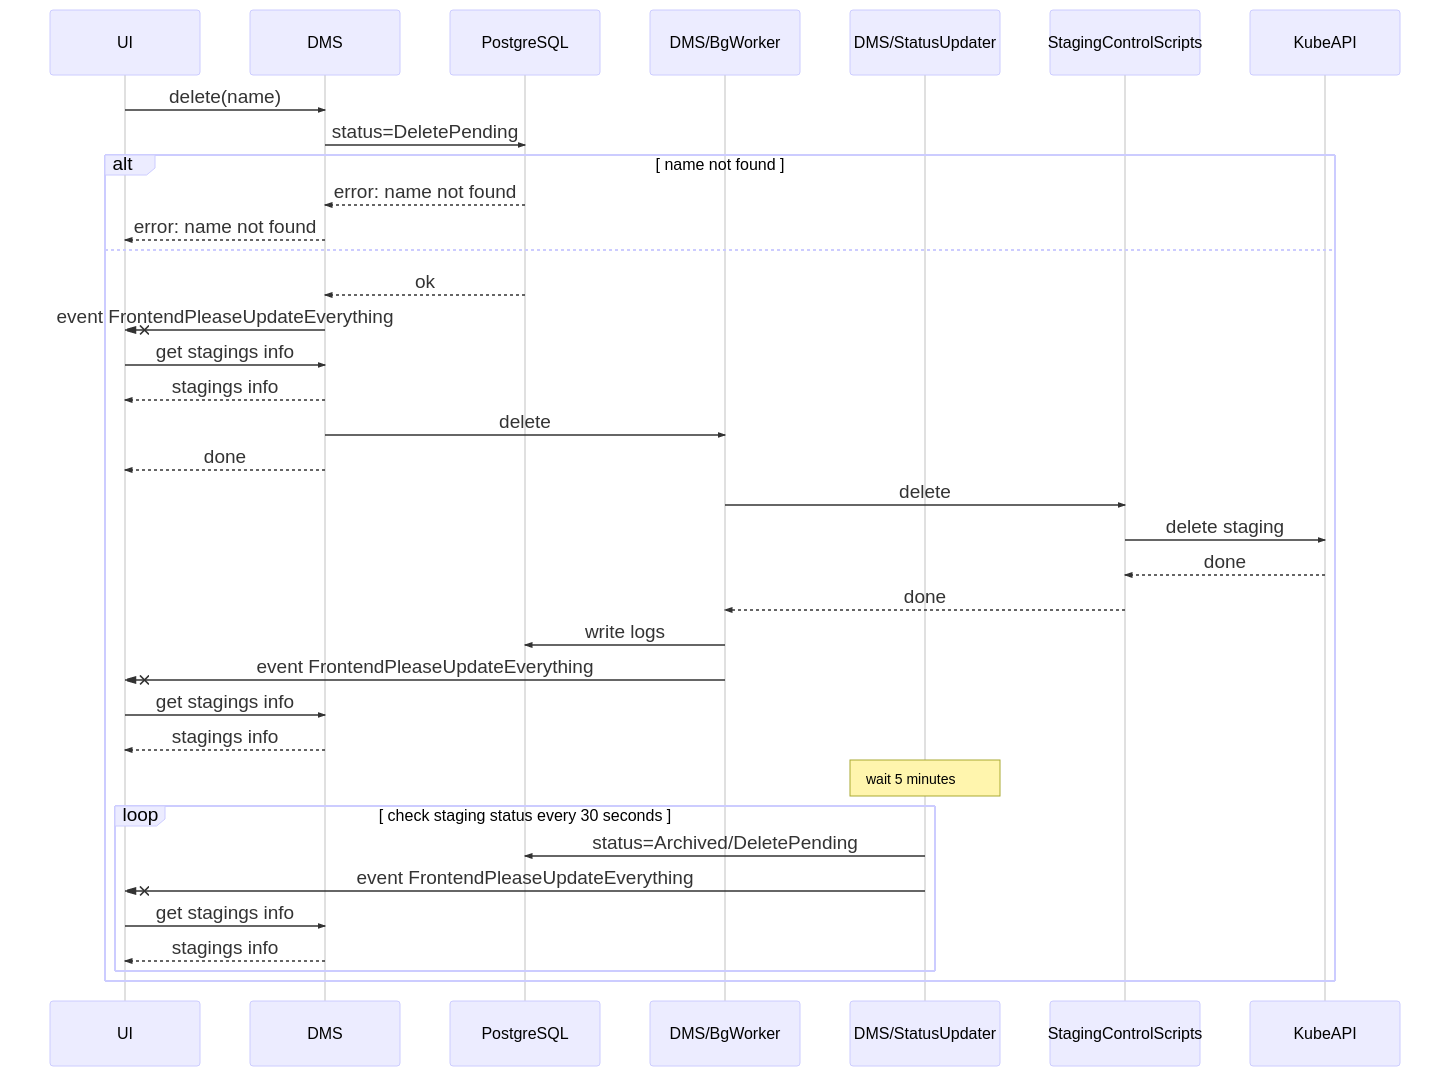 UI
DMS
PostgreSQL
DMS/BgWorker
DMS/StatusUpdater
StagingControlScripts
KubeAPI
delete(name)
status=DeletePending
alt
[ name not found ]
error: name not found
error: name not found
ok
event FrontendPleaseUpdateEverything
get stagings info
stagings info
delete
done
delete
delete staging
done
done
write logs
event FrontendPleaseUpdateEverything
get stagings info
stagings info
wait 5 minutes
loop
[ check staging status every 30 seconds ]
status=Archived/DeletePending
event FrontendPleaseUpdateEverything
get stagings info
stagings info
UI
DMS
PostgreSQL
DMS/BgWorker
DMS/StatusUpdater
StagingControlScripts
KubeAPI